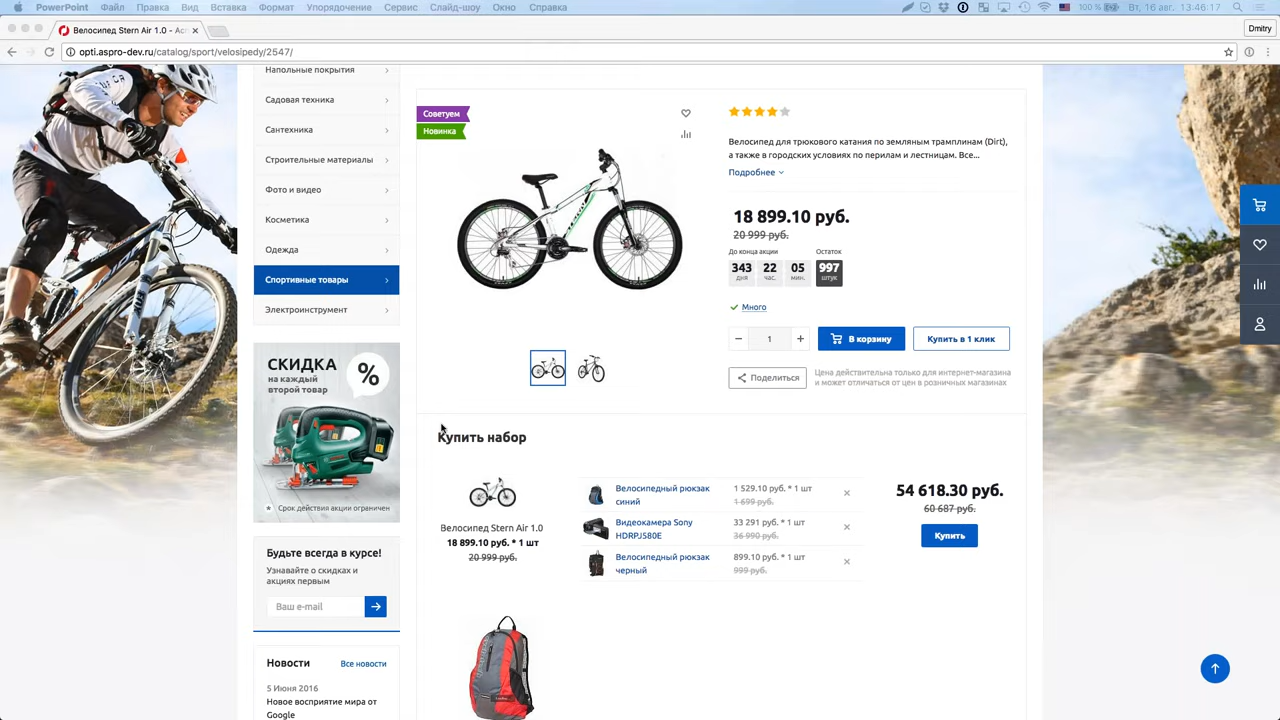 PowerPoint Файл Правка Вид Вставка Формат Упорядочение Сервис Слайд-шоу Окно Справка 100 % Вт, 16 авг. 13:46:17
Велосипед Stern Air 1.0 - Ас
Dmitry
opti.aspro-dev.ru/catalog/sport/velosipedy/2547/
Напольные покрытия
Садовая техника
Сантехника
Строительные материалы
Фото и видео
Косметика
Одежда
Спортивные товары
Электроинструмент
СКИДКА
на каждый
второй товар
%
* Срок действия акции ограничен
Будьте всегда в курсе!
Узнавайте о скидках и
акциях первым
Ваш e-mail
Новости Все новости
5 Июня 2016
Новое восприятие мира от
Google
Советуем
Новинка
Велосипед для трюкового катания по земляным трамплинам (Dirt),
а также в городских условиях по перилам и лестницам. Все...
Подробнее
18 899.10 руб.
20 999 руб.
До конца акции Остаток
343 22 05 997
дня час. мин. штук
Много
− 1 + В корзину Купить в 1 клик
Поделиться
Цена действительна только для интернет-магазина
и может отличаться от цен в розничных магазинах
Купить набор
Велосипед Stern Air 1.0
18 899.10 руб. * 1 шт
20 999 руб.
Велосипедный рюкзак
синий
1 529.10 руб. * 1 шт
1 699 руб.
Видеокамера Sony
HDRPJ580E
33 291 руб. * 1 шт
36 990 руб.
Велосипедный рюкзак
черный
899.10 руб. * 1 шт
999 руб.
54 618.30 руб.
60 687 руб.
Купить